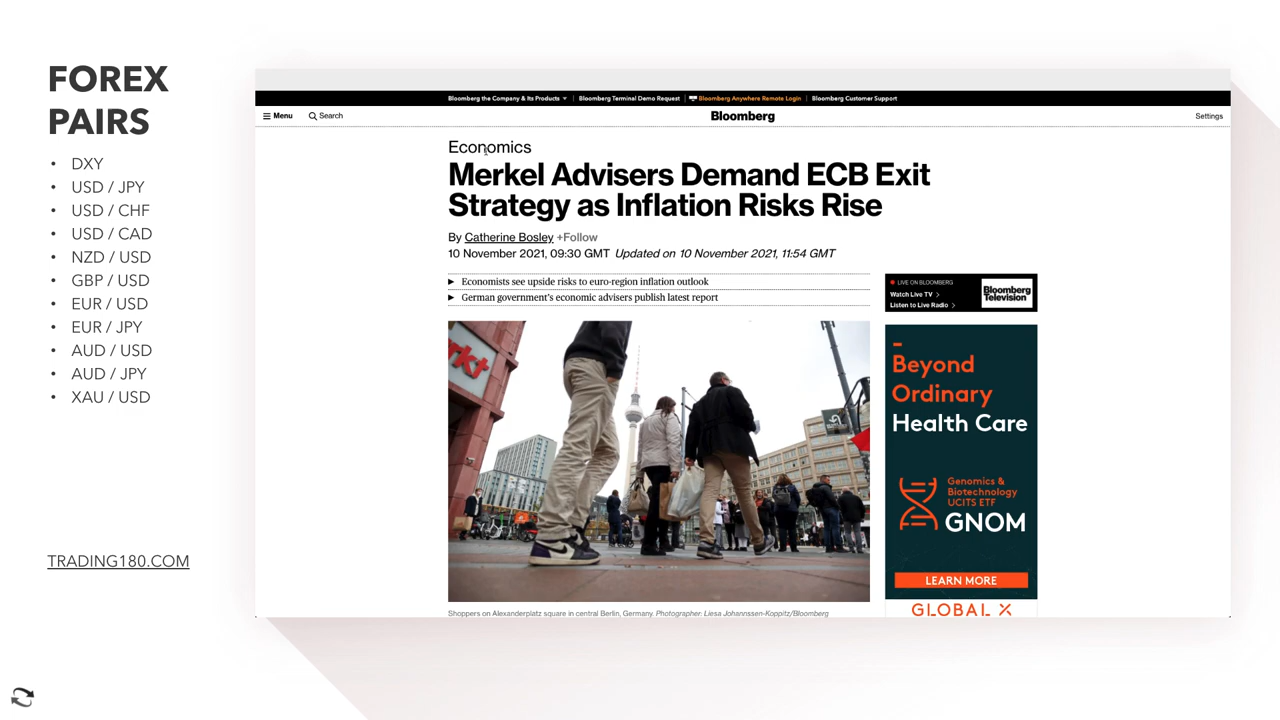 FOREX
PAIRS
• DXY
• USD / JPY
• USD / CHF
• USD / CAD
• NZD / USD
• GBP / USD
• EUR / USD
• EUR / JPY
• AUD / USD
• AUD / JPY
• XAU / USD
TRADING180.COM
Bloomberg the Company & Its Products Bloomberg Terminal Demo Request Bloomberg Anywhere Remote Login Bloomberg Customer Support
Menu Search Bloomberg Settings
Economics
Merkel Advisers Demand ECB Exit
Strategy as Inflation Risks Rise
By Catherine Bosley +Follow
10 November 2021, 09:30 GMT Updated on 10 November 2021, 11:54 GMT
Economists see upside risks to euro-region inflation outlook
German government's economic advisers publish latest report
rkt
Shoppers on Alexanderplatz square in central Berlin, Germany. Photographer: Liesa Johannssen-Koppitz/Bloomberg
LIVE ON BLOOMBERG
Watch Live TV
Listen to Live Radio
Bloomberg
Television
Beyond
Ordinary
Health Care
Genomics &
Biotechnology
UCITS ETF
GNOM
LEARN MORE
GLOBAL X